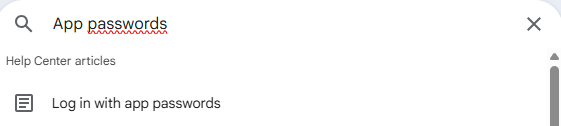 App passwords
Help Center articles
Log in with app passwords